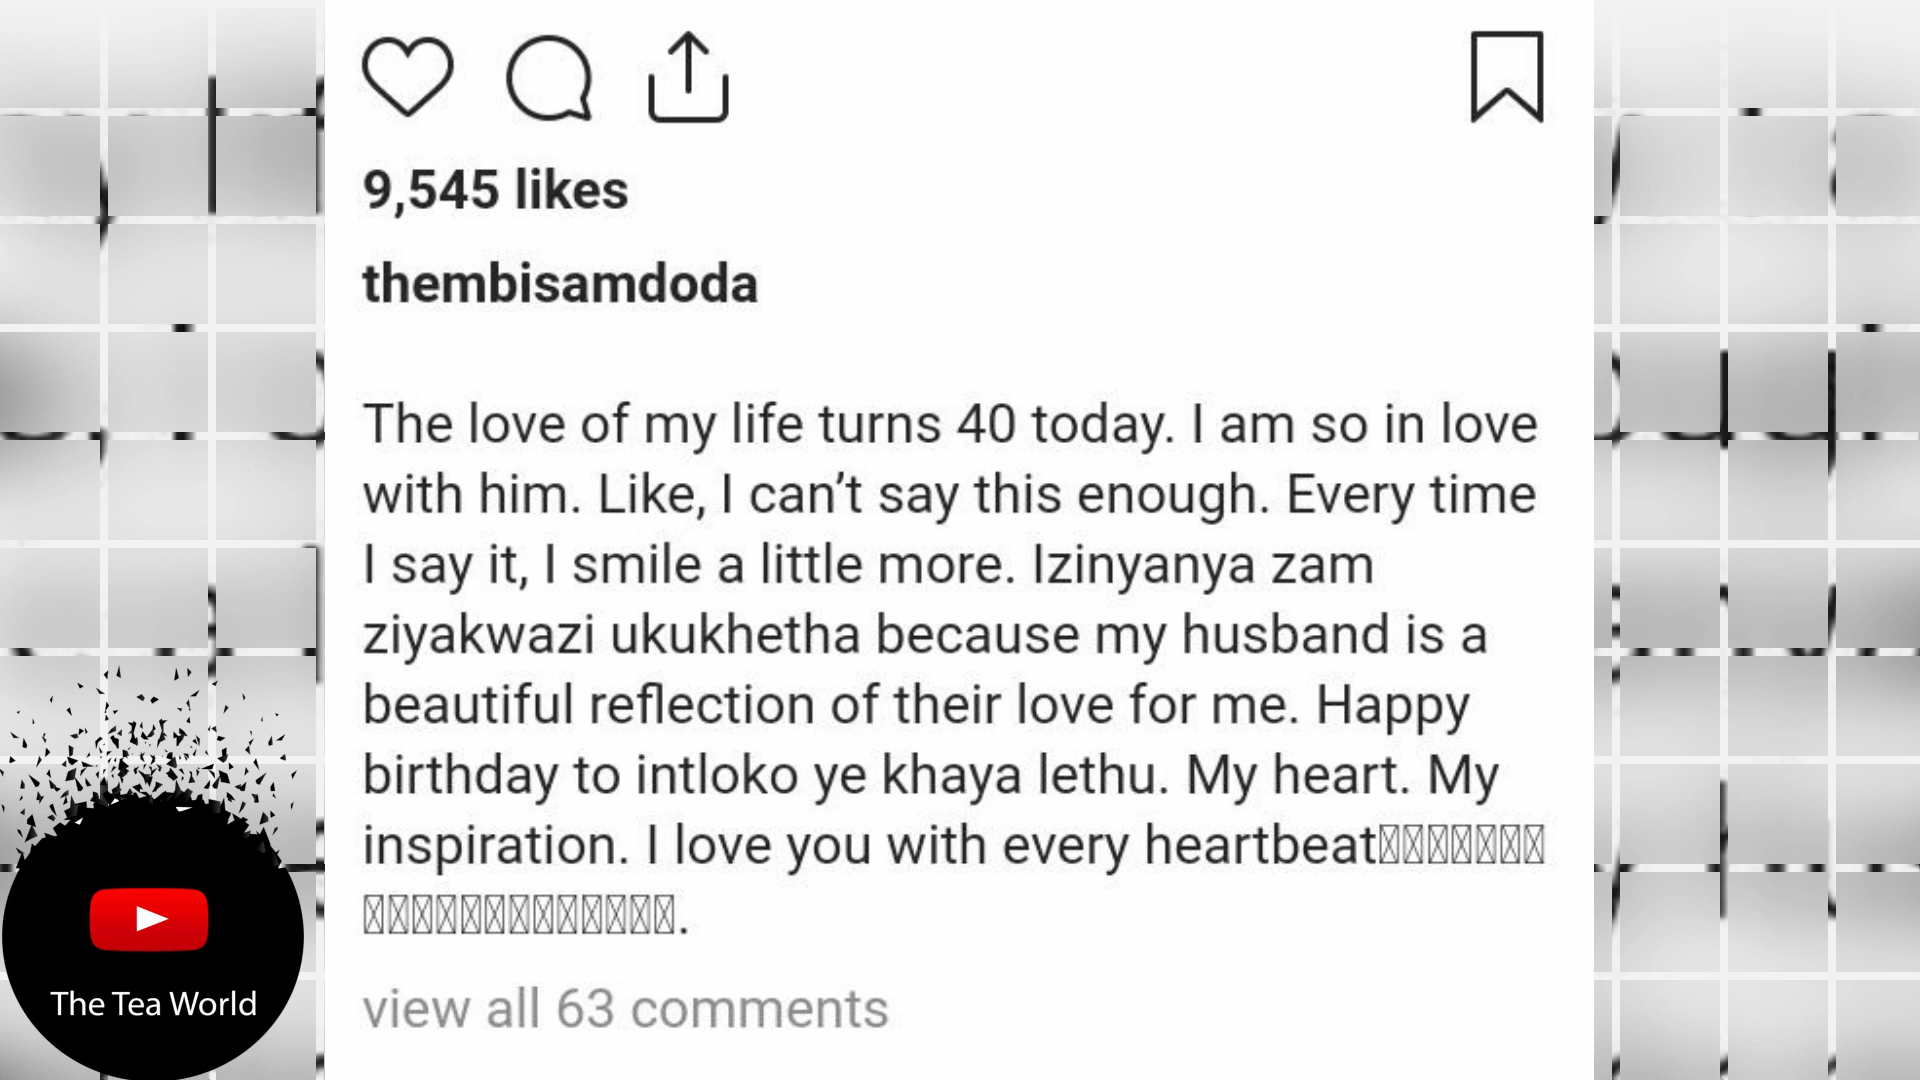 9,545 likes
thembisamdoda
The love of my life turns 40 today. I am so in love
with him. Like, I can’t say this enough. Every time
I say it, I smile a little more. Izinyanya zam
ziyakwazi ukukhetha because my husband is a
beautiful reflection of their love for me. Happy
birthday to intloko ye khaya lethu. My heart. My
inspiration. I love you with every heartbeat
.
view all 63 comments
The Tea World